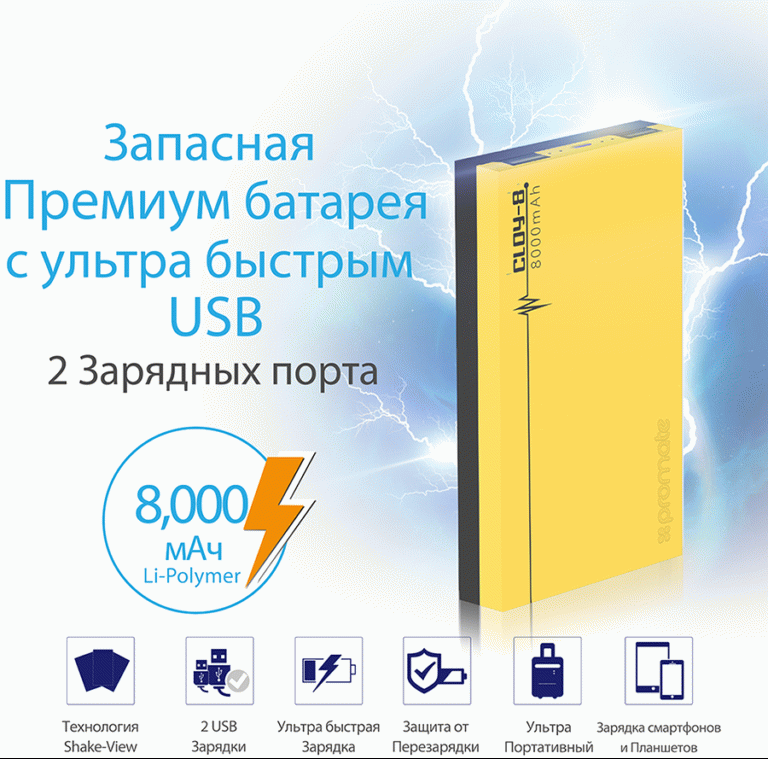 Запасная
Премиум батарея
с ультра быстрым
USB
2 Зарядных порта
8,000
мАч
Li-Polymer
CLOY-8.
8000mAh
promate
Технология
Shake-View
2 USB
Зарядки
Ультра быстрая
Зарядка
Защита от
Перезарядки
Ультра
Портативный
Зарядка смартфонов
и Планшетов